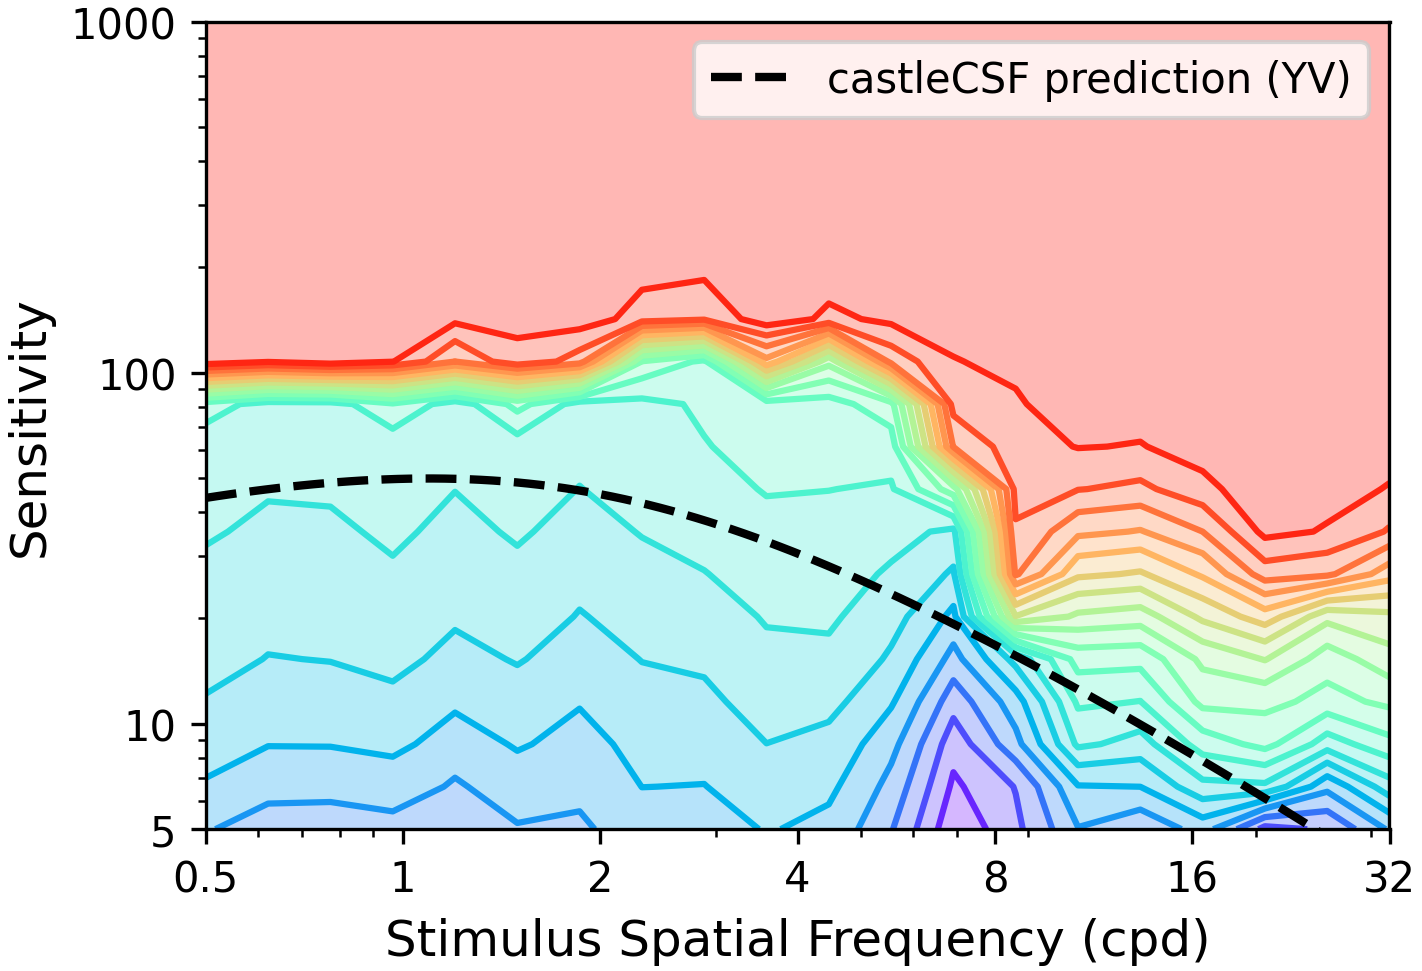 1000
100
10
5
Sensitivity
castleCSF prediction (YV)
0.5 1 2 4 8 16 32
Stimulus Spatial Frequency (cpd)